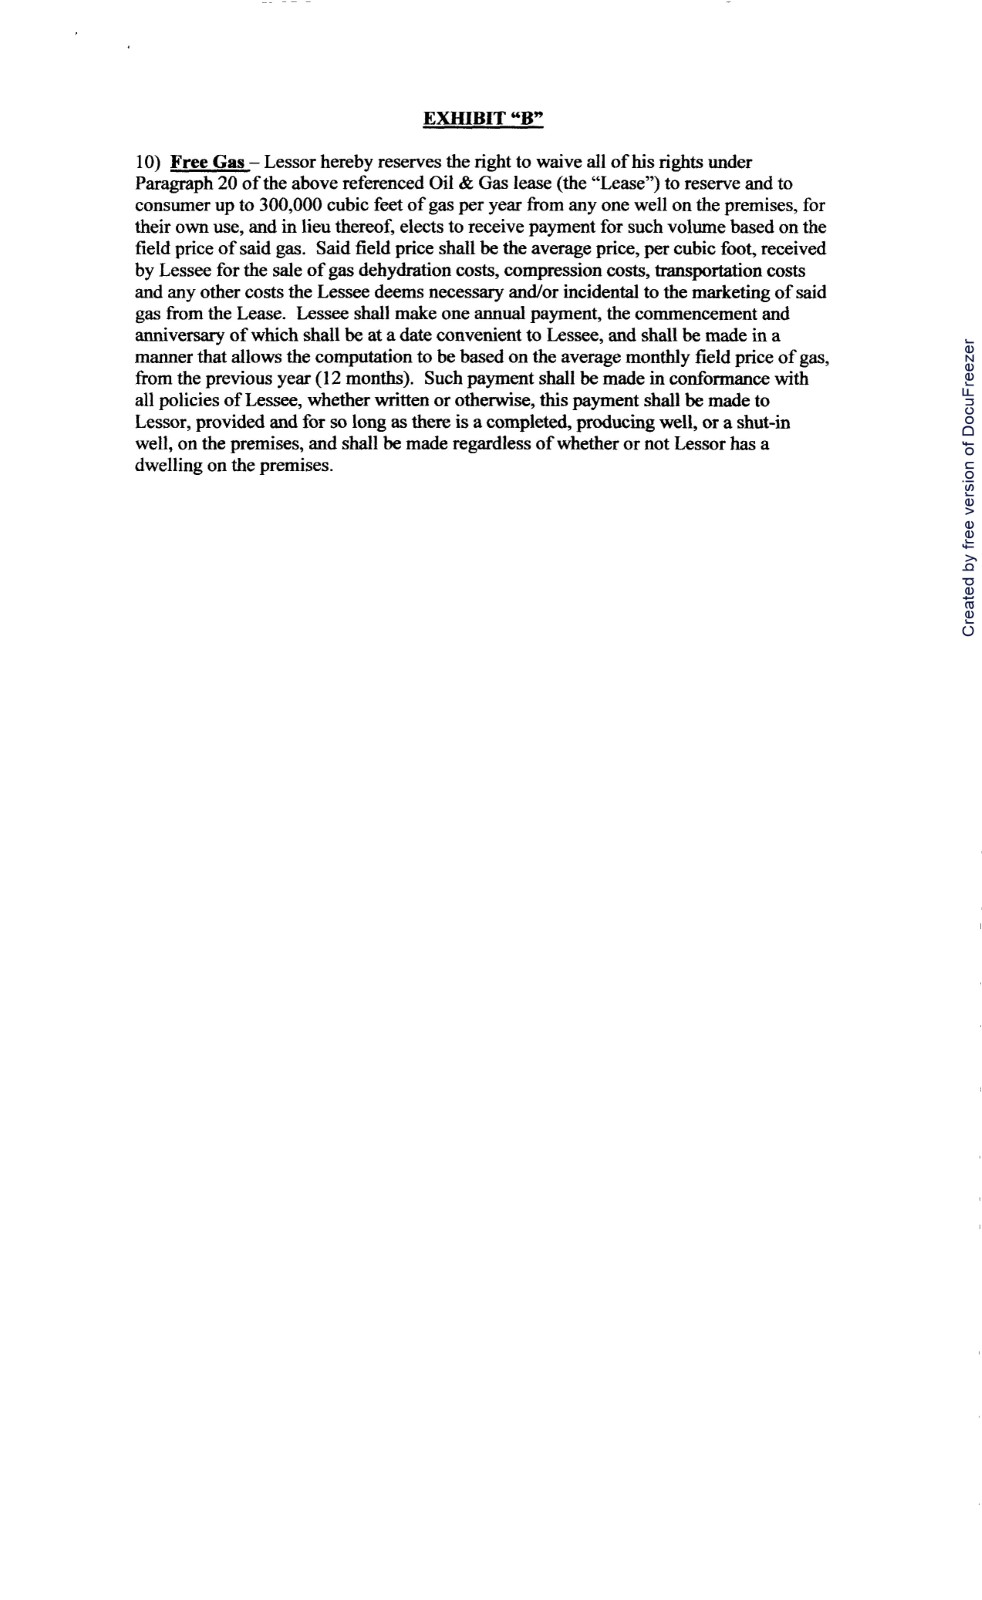 EXHIBIT “B”
10) Free Gas – Lessor hereby reserves the right to waive all of his rights under
Paragraph 20 of the above referenced Oil & Gas lease (the “Lease”) to reserve and to
consumer up to 300,000 cubic feet of gas per year from any one well on the premises, for
their own use, and in lieu thereof, elects to receive payment for such volume based on the
field price of said gas. Said field price shall be the average price, per cubic foot, received
by Lessee for the sale of gas dehydration costs, compression costs, transportation costs
and any other costs the Lessee deems necessary and/or incidental to the marketing of said
gas from the Lease. Lessee shall make one annual payment, the commencement and
anniversary of which shall be at a date convenient to Lessee, and shall be made in a
manner that allows the computation to be based on the average monthly field price of gas,
from the previous year (12 months). Such payment shall be made in conformance with
all policies of Lessee, whether written or otherwise, this payment shall be made to
Lessor, provided and for so long as there is a completed, producing well, or a shut-in
well, on the premises, and shall be made regardless of whether or not Lessor has a
dwelling on the premises.
Created by free version of DocuFreezer